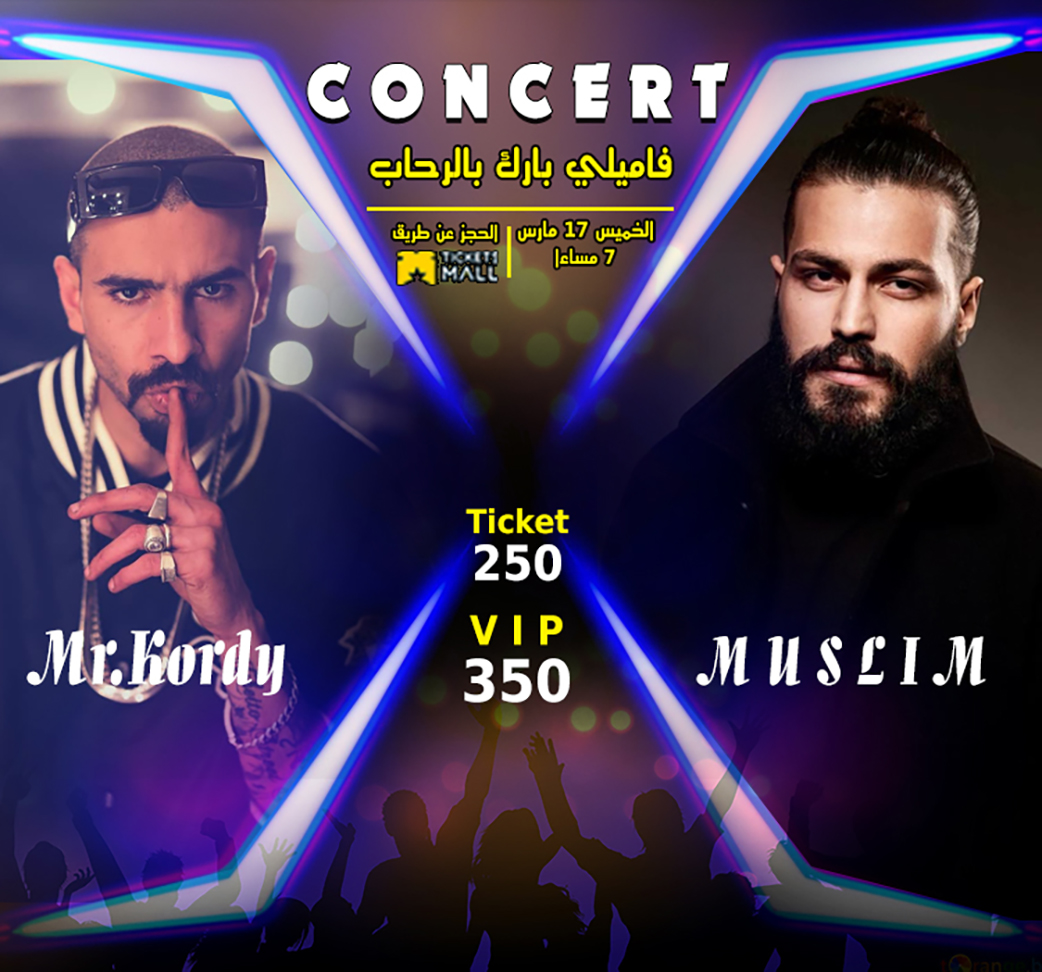 CONCERT
فاميلي بارك بالرحاب
الخميس 17 مارس
7 مساءا
الحجز عن طريق
TICKETS
MALL
Ticket
250
VIP
350
Mr.Kordy
MUSLIM